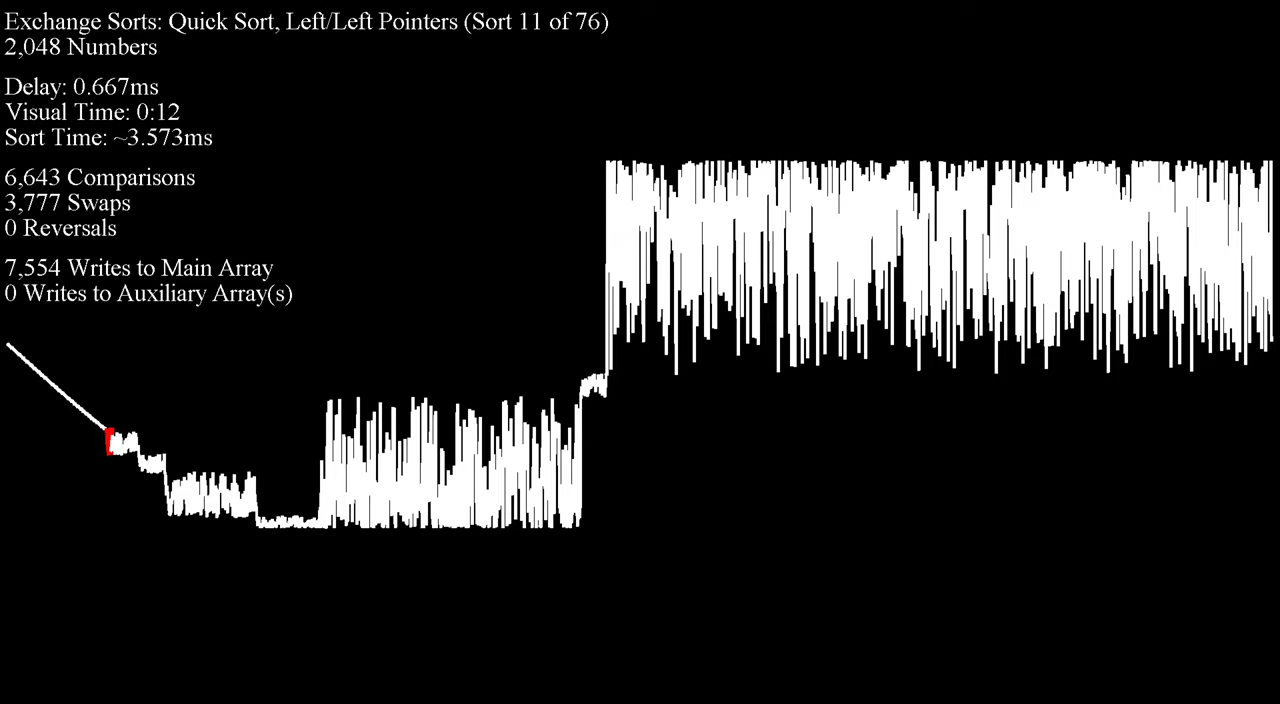 Exchange Sorts: Quick Sort, Left/Left Pointers (Sort 11 of 76)
2,048 Numbers
Delay: 0.667ms
Visual Time: 0:12
Sort Time: ~3.573ms
6,643 Comparisons
3,777 Swaps
0 Reversals
7,554 Writes to Main Array
0 Writes to Auxiliary Array(s)